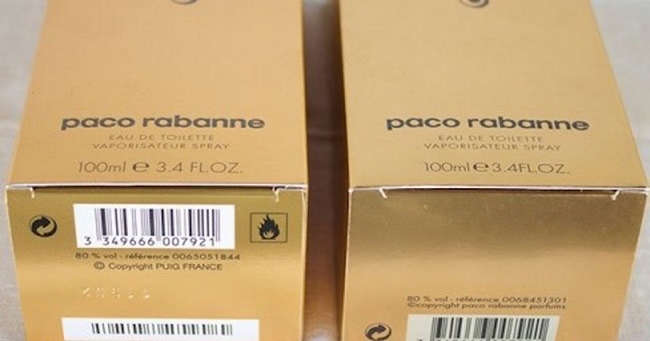 paco rabanne
EAU DE TOILETTE
VAPORISATEUR SPRAY
100ml e 3.4 FL.OZ.
3 349666 007921
80 % vol - référence 0065051844
© Copyright PUIG FRANCE
paco rabanne
EAU DE TOILETTE
VAPORISATEUR SPRAY
100ml e 3.4FL.OZ.
80 % vol - référence 0068451301
©copyright paco rabanne parfums